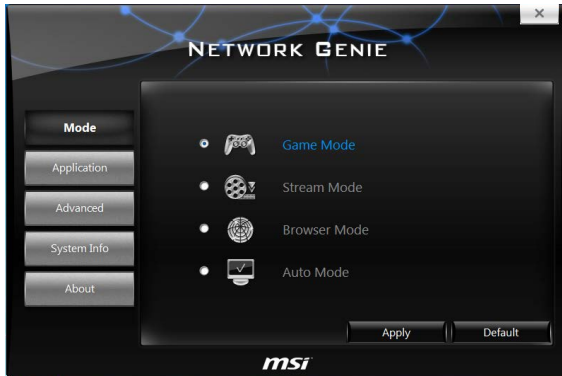 NETWORK GENIE
Mode
Application
Advanced
System Info
About
Game Mode
Stream Mode
Browser Mode
Auto Mode
Apply
Default
msi